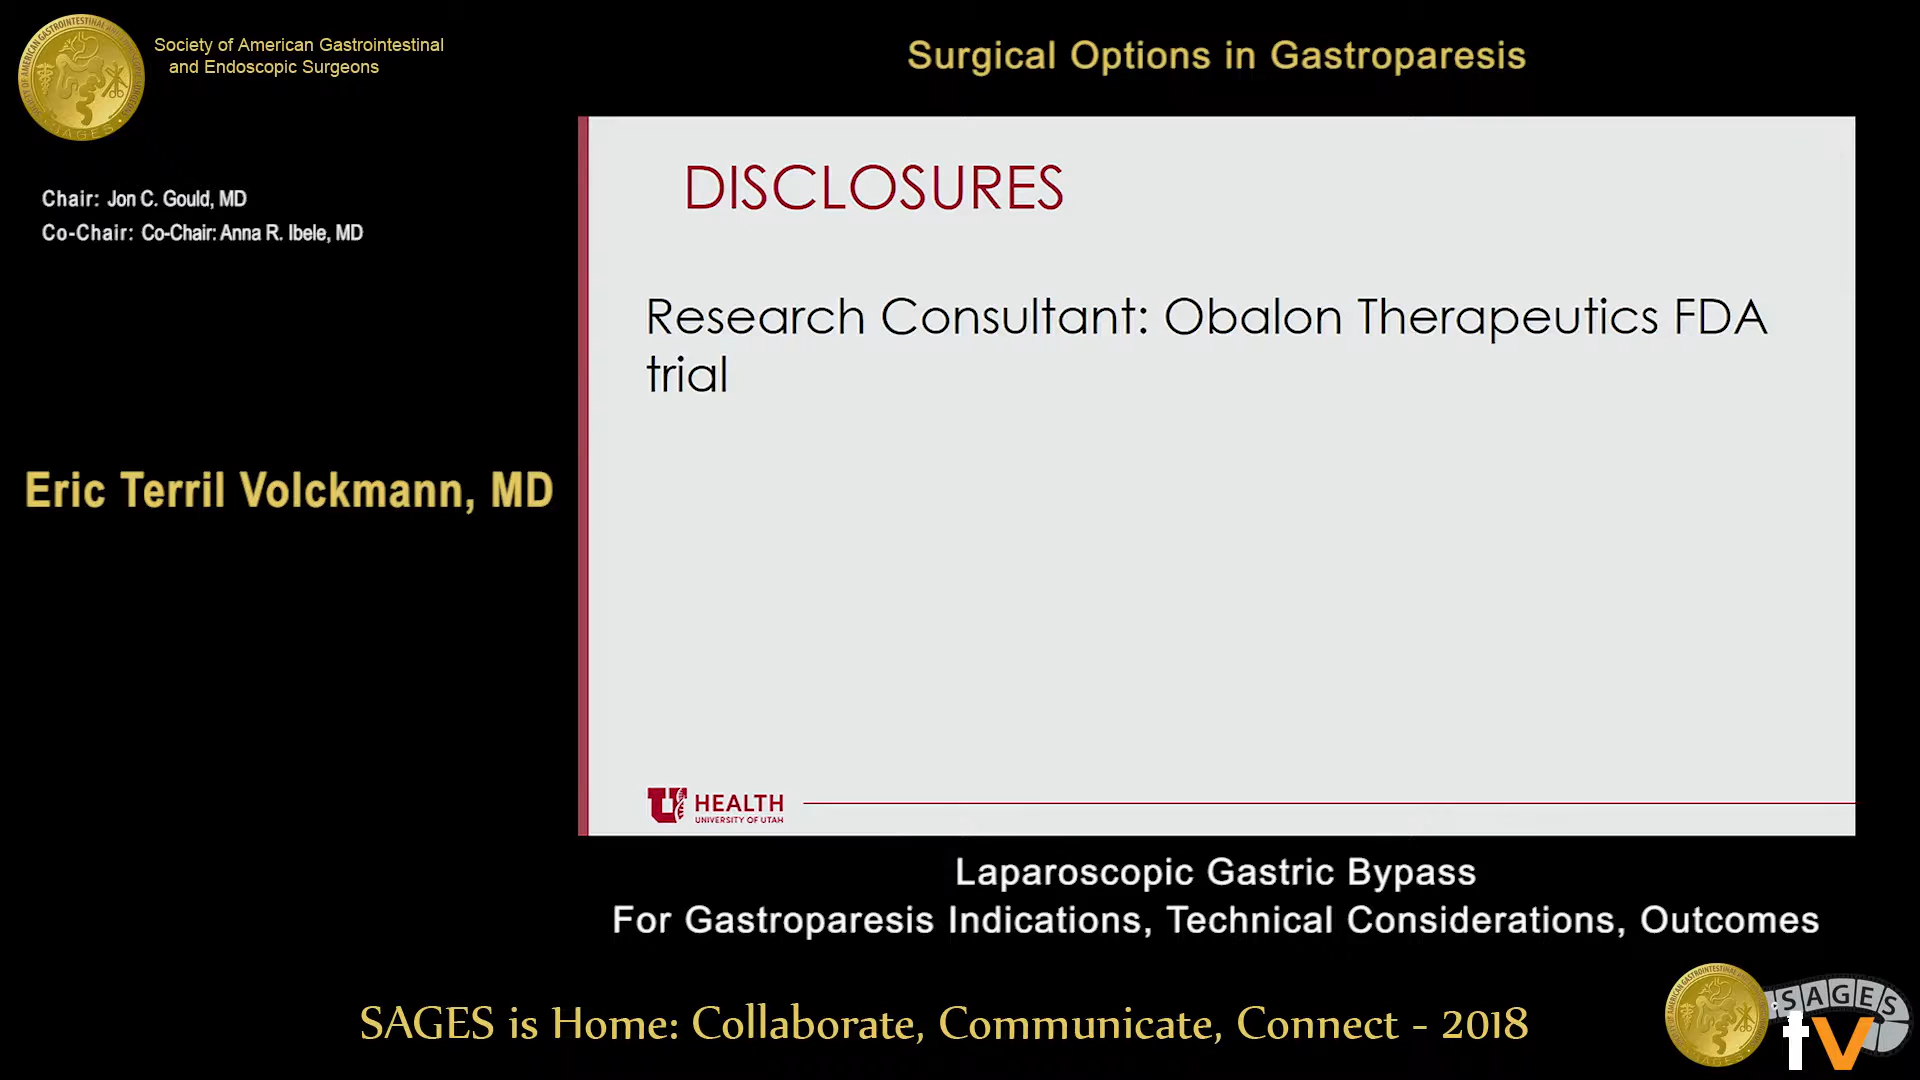 Society of American Gastrointestinal
and Endoscopic Surgeons
Surgical Options in Gastroparesis
Chair: Jon C. Gould, MD
Co-Chair: Co-Chair: Anna R. Ibele, MD
Eric Terril Volckmann, MD
DISCLOSURES
Research Consultant: Obalon Therapeutics FDA
trial
U HEALTH
UNIVERSITY OF UTAH
Laparoscopic Gastric Bypass
For Gastroparesis Indications, Technical Considerations, Outcomes
SAGES is Home: Collaborate, Communicate, Connect - 2018
SAGES
tv